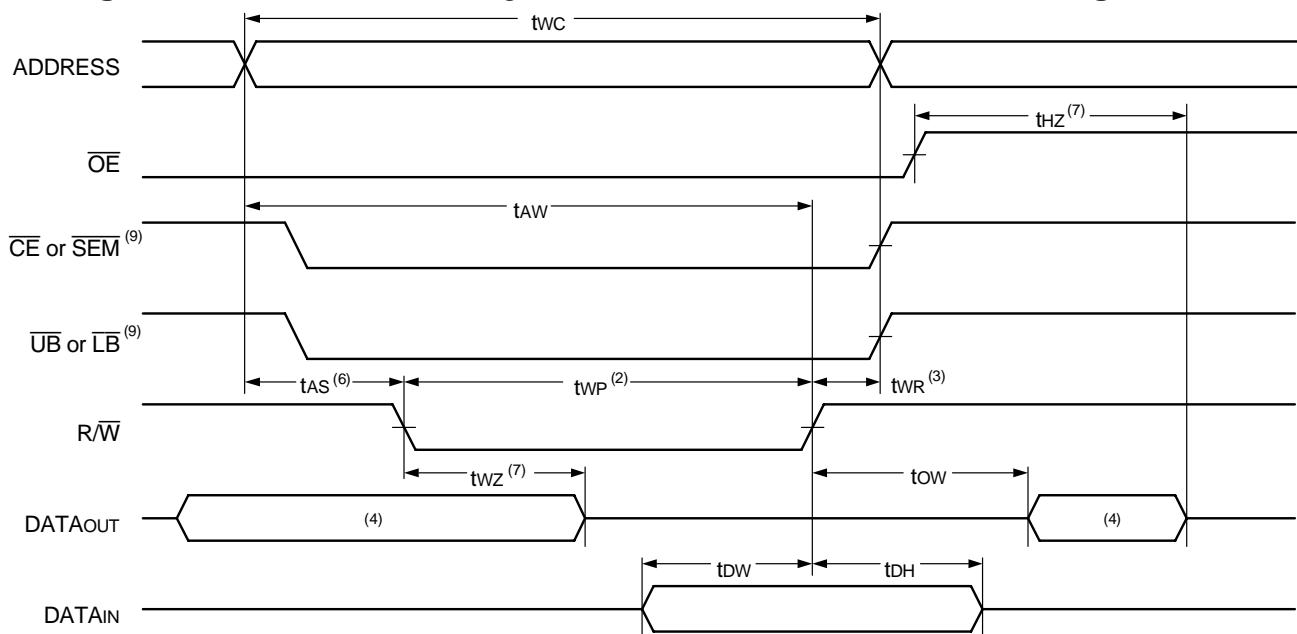 tWC
ADDRESS
tHZ (7)
OE
tAW
CE or SEM (9)
UB or LB (9)
tAS (6)
tWP (2)
tWR (3)
R/W
tWZ (7)
tOW
DATAOUT
(4)
(4)
tDW
tDH
DATAIN